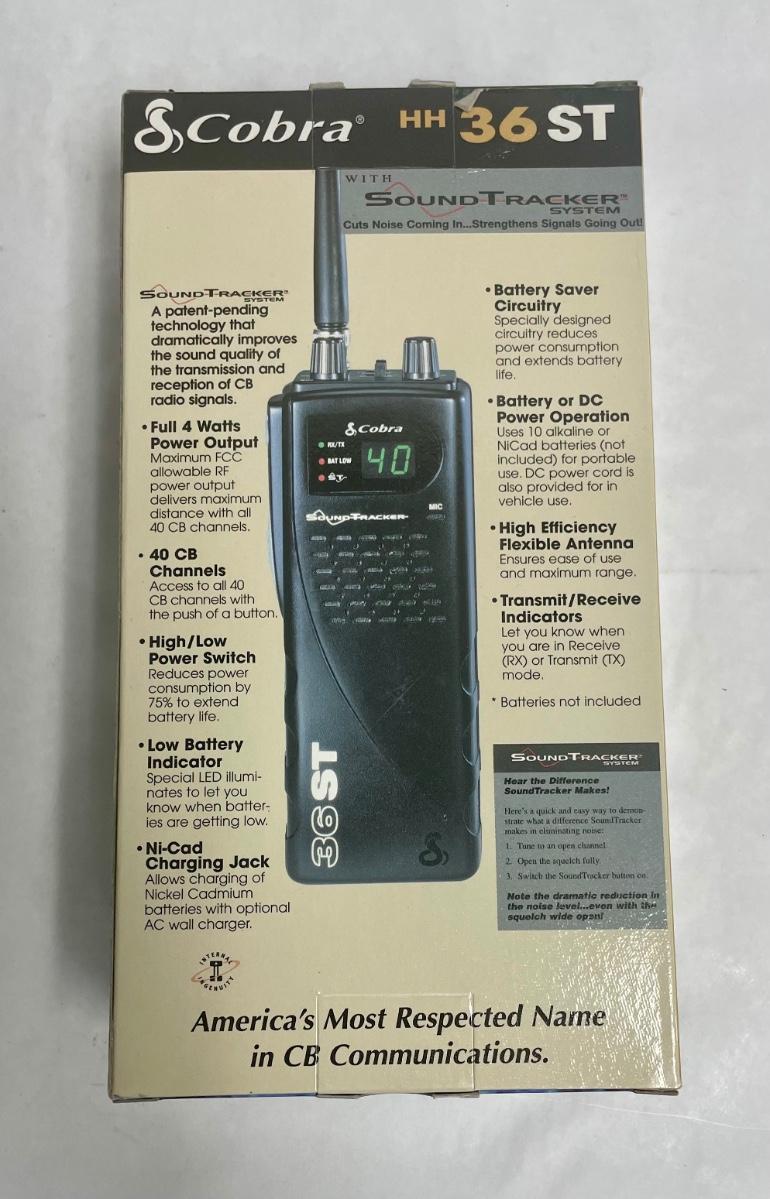 Cobra® HH 36 ST
WITH
SOUNDTRACKER™
SYSTEM
Cuts Noise Coming In...Strengthens Signals Going Out!
SOUNDTRACKER™
SYSTEM
A patent-pending
technology that
dramatically improves
the sound quality of
the transmission and
reception of CB
radio signals.
• Full 4 Watts
Power Output
Maximum FCC
allowable RF
power output
delivers maximum
distance with all
40 CB channels.
• 40 CB
Channels
Access to all 40
CB channels with
the push of a button.
• High/Low
Power Switch
Reduces power
consumption by
75% to extend
battery life.
• Low Battery
Indicator
Special LED illumi-
nates to let you
know when batter-
ies are getting low.
• Ni-Cad
Charging Jack
Allows charging of
Nickel Cadmium
batteries with optional
AC wall charger.
Cobra
RX/TX
BAT LOW
ST
40
MIC
SOUNDTRACKER
36 ST
• Battery Saver
Circuitry
Specially designed
circuitry reduces
power consumption
and extends battery
life.
• Battery or DC
Power Operation
Uses 10 alkaline or
NiCad batteries (not
included) for portable
use. DC power cord is
also provided for in
vehicle use.
• High Efficiency
Flexible Antenna
Ensures ease of use
and maximum range.
• Transmit/Receive
Indicators
Let you know when
you are in Receive
(RX) or Transmit (TX)
mode.
* Batteries not included
SOUNDTRACKER™
SYSTEM
Hear the Difference
SoundTracker Makes!
Here's a quick and easy way to demon-
strate what a difference SoundTracker
makes in eliminating noise:
1. Tune to an open channel.
2. Open the squelch fully.
3. Switch the SoundTracker button on.
Note the dramatic reduction in
the noise level...even with the
squelch wide open!
INTERNAL
INGENUITY
America's Most Respected Name
in CB Communications.